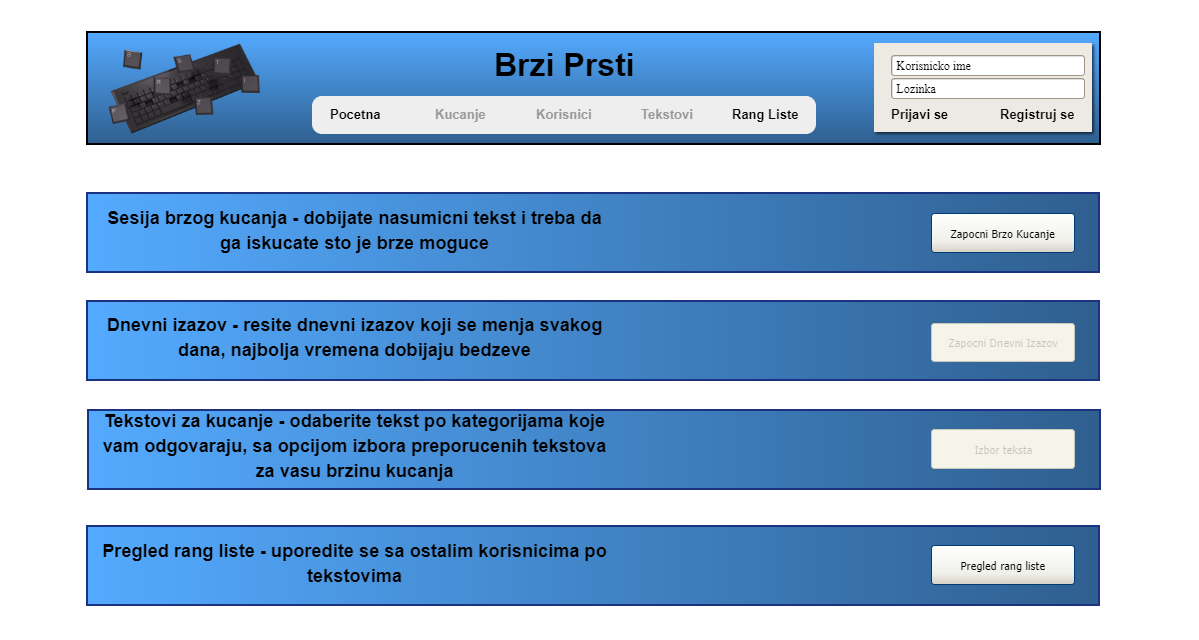 Brzi Prsti
Pocetna Kucanje Korisnici Tekstovi Rang Liste
Korisnicko ime
Lozinka
Prijavi se Registruj se
Sesija brzog kucanja - dobijate nasumicni tekst i treba da
ga iskucate sto je brze moguce
Zapocni Brzo Kucanje
Dnevni izazov - resite dnevni izazov koji se menja svakog
dana, najbolja vremena dobijaju bedzeve
Zapocni Dnevni Izazov
Tekstovi za kucanje - odaberite tekst po kategorijama koje
vam odgovaraju, sa opcijom izbora preporucenih tekstova
za vasu brzinu kucanja
Izbor teksta
Pregled rang liste - uporedite se sa ostalim korisnicima po
tekstovima
Pregled rang liste